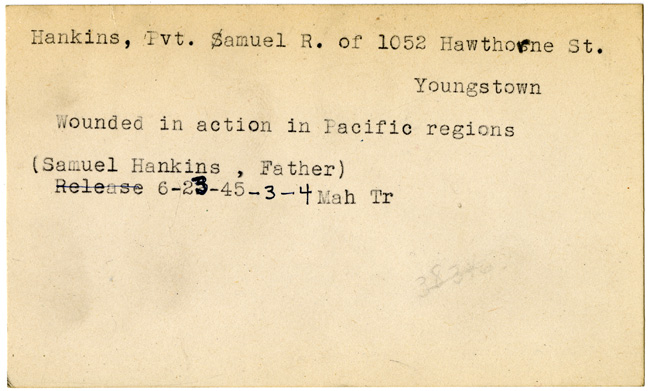 Hankins, Pvt. Samuel R. of 1052 Hawthorne St.
Youngstown
Wounded in action in Pacific regions
(Samuel Hankins , Father)
Release 6-23-45-3-4 Mah Tr